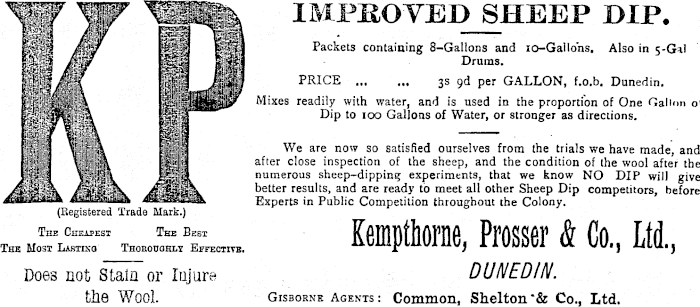 KP
(Registered Trade Mark.)
THE CHEAPEST THE BEST
THE MOST LASTING THOROUGHLY EFFECTIVE.
Does not Stain or Injure
the Wool.
IMPROVED SHEEP DIP.
Packets containing 8-Gallons and 10-Gallons. Also in 5-Gal
Drums.
PRICE ... ... 3s 9d per GALLON, f.o.b. Dunedin.
Mixes readily with water, and is used in the proportion of One Gallon o
Dip to 100 Gallons of Water, or stronger as directions.
We are now so satisfied ourselves from the trials we have made, and
after close inspection of the sheep, and the condition of the wool after the
numerous sheep-dipping experiments, that we know NO DIP will give
better results, and are ready to meet all other Sheep Dip competitors, before
Experts in Public Competition throughout the Colony.
Kempthorne, Prosser & Co., Ltd.,
DUNEDIN.
GISBORNE AGENTS: Common, Shelton & Co., Ltd.